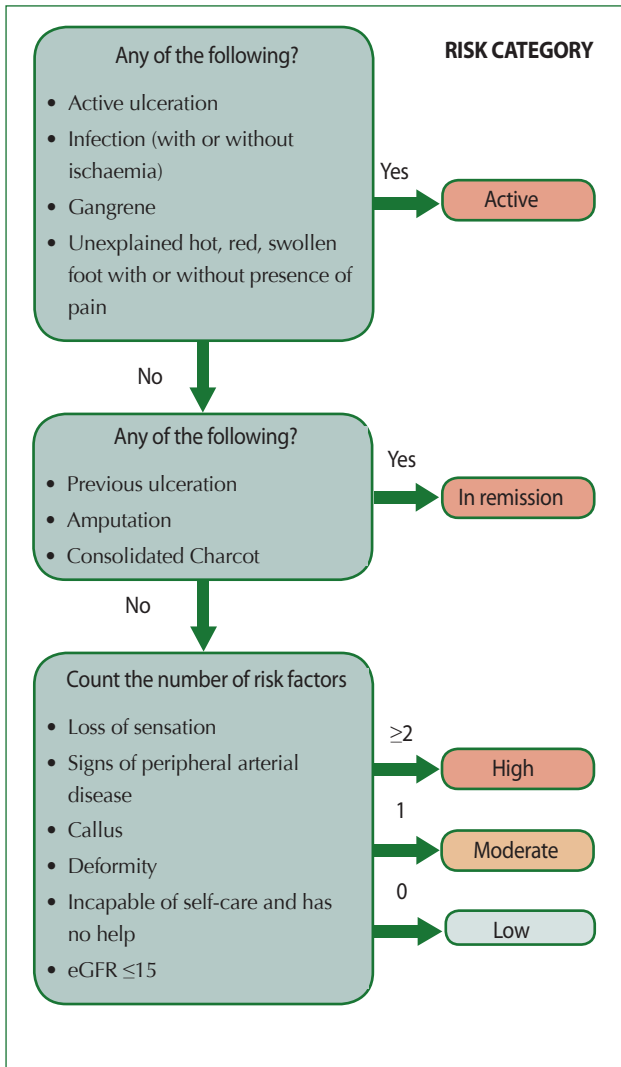 RISK CATEGORY
Any of the following?
• Active ulceration
• Infection (with or without
ischaemia)
• Gangrene
• Unexplained hot, red, swollen
foot with or without presence of
pain
Yes
Active
No
Any of the following?
• Previous ulceration
• Amputation
• Consolidated Charcot
Yes
In remission
No
Count the number of risk factors
• Loss of sensation
• Signs of peripheral arterial
disease
• Callus
• Deformity
• Incapable of self-care and has
no help
• eGFR ≤15
≥2
High
1
Moderate
0
Low